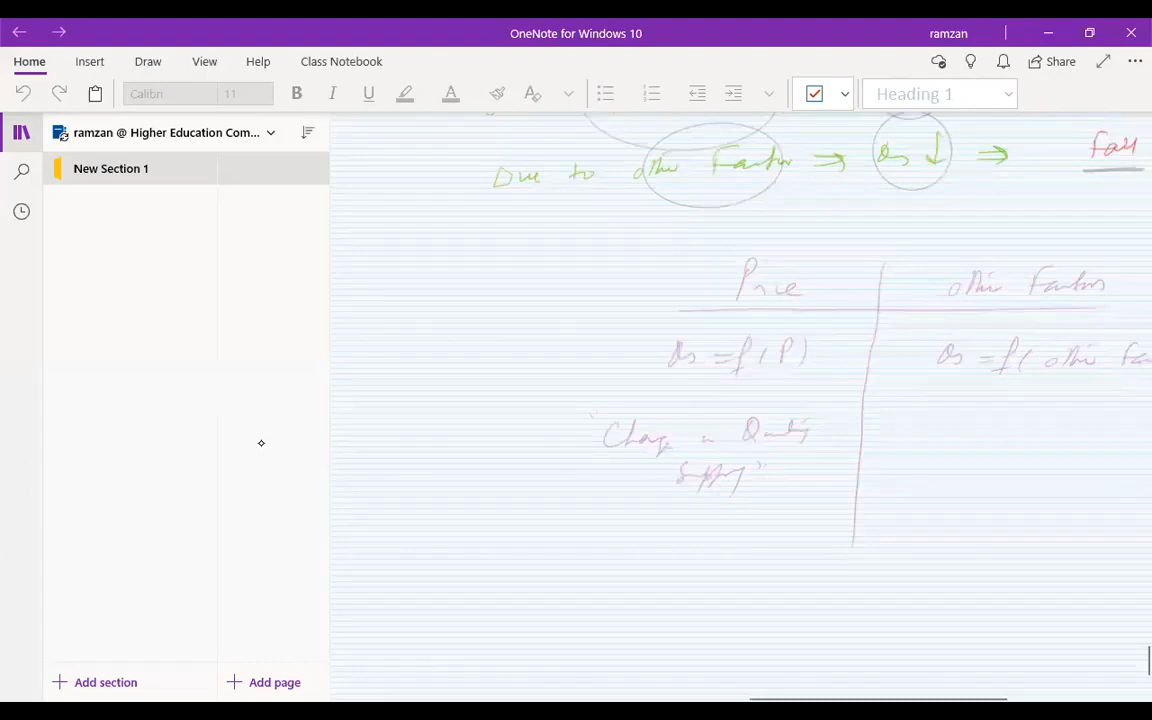 OneNote for Windows 10
ramzan
Home Insert Draw View Help Class Notebook
Share
Calibri 11 B I U A Heading 1
ramzan @ Higher Education Com...
New Section 1
Due to other Factor ⇒ Qs ↓ ⇒ Fall
Price other Factors
Qs = f(P) Qs = f( other Fa
"Change in Quantity
Supply"
+ Add section + Add page